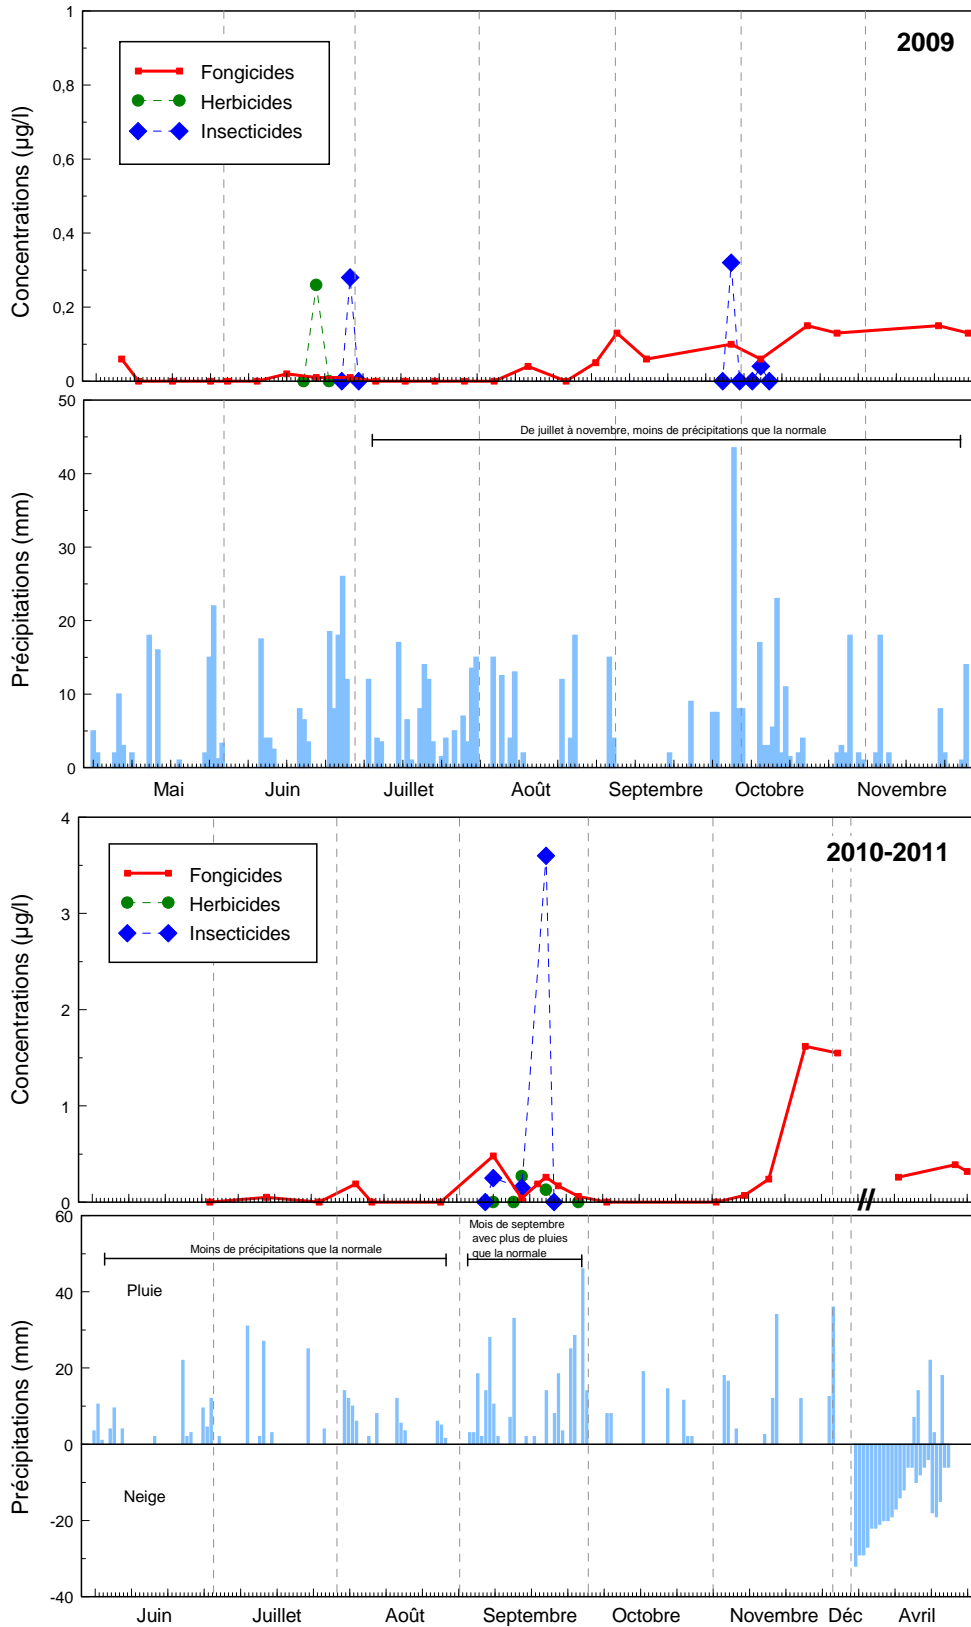 2009
Fongicides
Herbicides
Insecticides
Concentrations (µg/l)
1
0,8
0,6
0,4
0,2
0
De juillet à novembre, moins de précipitations que la normale
Précipitations (mm)
50
40
30
20
10
0
Mai Juin Juillet Août Septembre Octobre Novembre
2010-2011
Fongicides
Herbicides
Insecticides
Concentrations (µg/l)
4
3
2
1
0
//
Moins de précipitations que la normale
Mois de septembre
avec plus de pluies
que la normale
Pluie
Neige
Précipitations (mm)
60
40
20
0
-20
-40
Juin Juillet Août Septembre Octobre Novembre Déc Avril